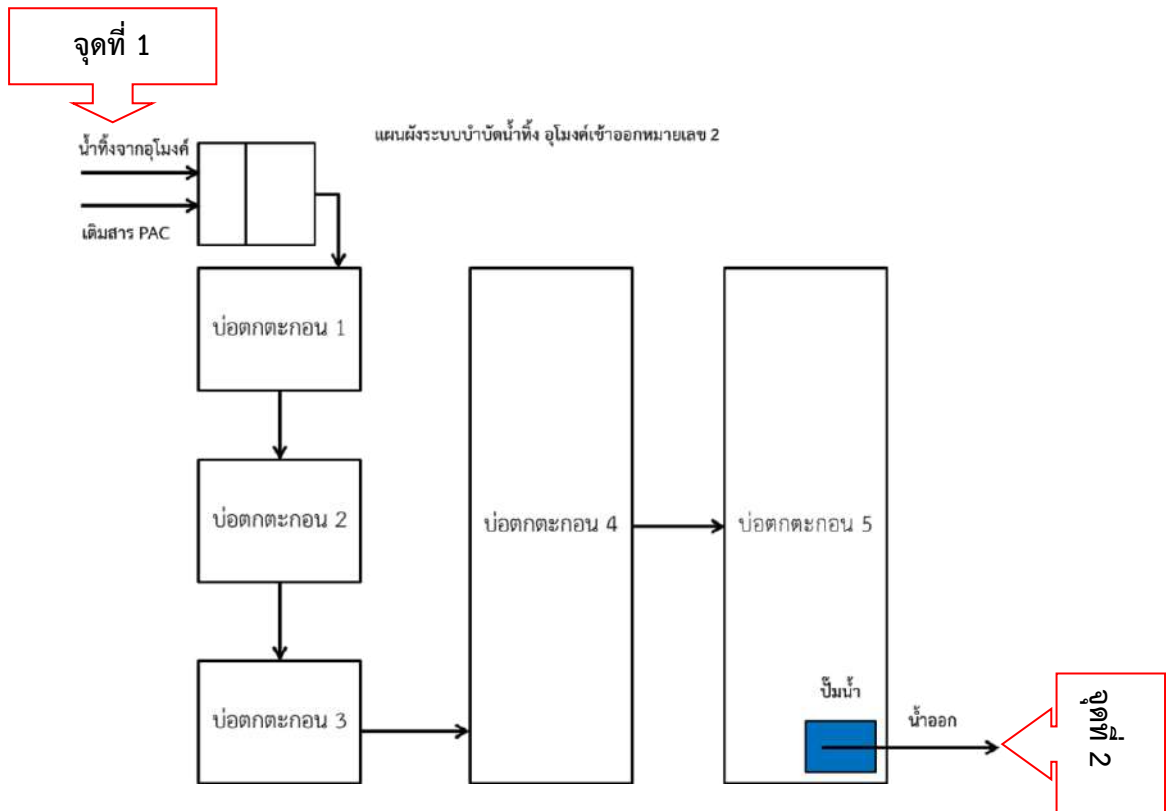 จุดที่ 1
แผนผังระบบบำบัดน้ำทิ้ง อุโมงค์เข้าออกหมายเลข 2
น้ำทิ้งจากอุโมงค์
เติมสาร PAC
บ่อตกตะกอน 1
บ่อตกตะกอน 2
บ่อตกตะกอน 4
บ่อตกตะกอน 5
บ่อตกตะกอน 3
ปั๊มน้ำ
น้ำออก
จุดที่ 2